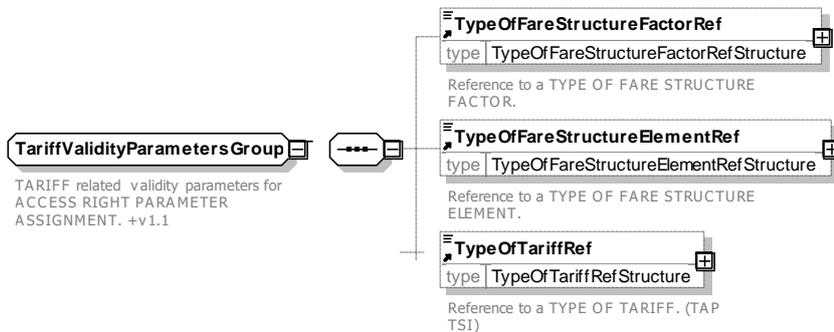 TypeOfFareStructureFactorRef
type TypeOfFareStructureFactorRefStructure
Reference to a TYPE OF FARE STRUCTURE
FACTOR.
TariffValidityParametersGroup
TARIFF related validity parameters for
ACCESS RIGHT PARAMETER
ASSIGNMENT. +v1.1
TypeOfFareStructureElementRef
type TypeOfFareStructureElementRefStructure
Reference to a TYPE OF FARE STRUCTURE
ELEMENT.
TypeOfTariffRef
type TypeOfTariffRefStructure
Reference to a TYPE OF TARIFF. (TAP
TSI)